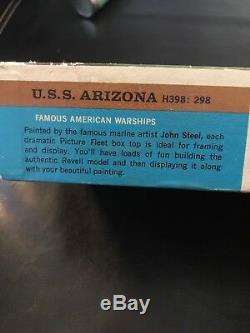 U.S.S. ARIZONA H398: 298
FAMOUS AMERICAN WARSHIPS
Painted by the famous marine artist John Steel, each
dramatic Picture Fleet box top is ideal for framing
and display. You'll have loads of fun building the
authentic Revell model and then displaying it along
with your beautiful painting.